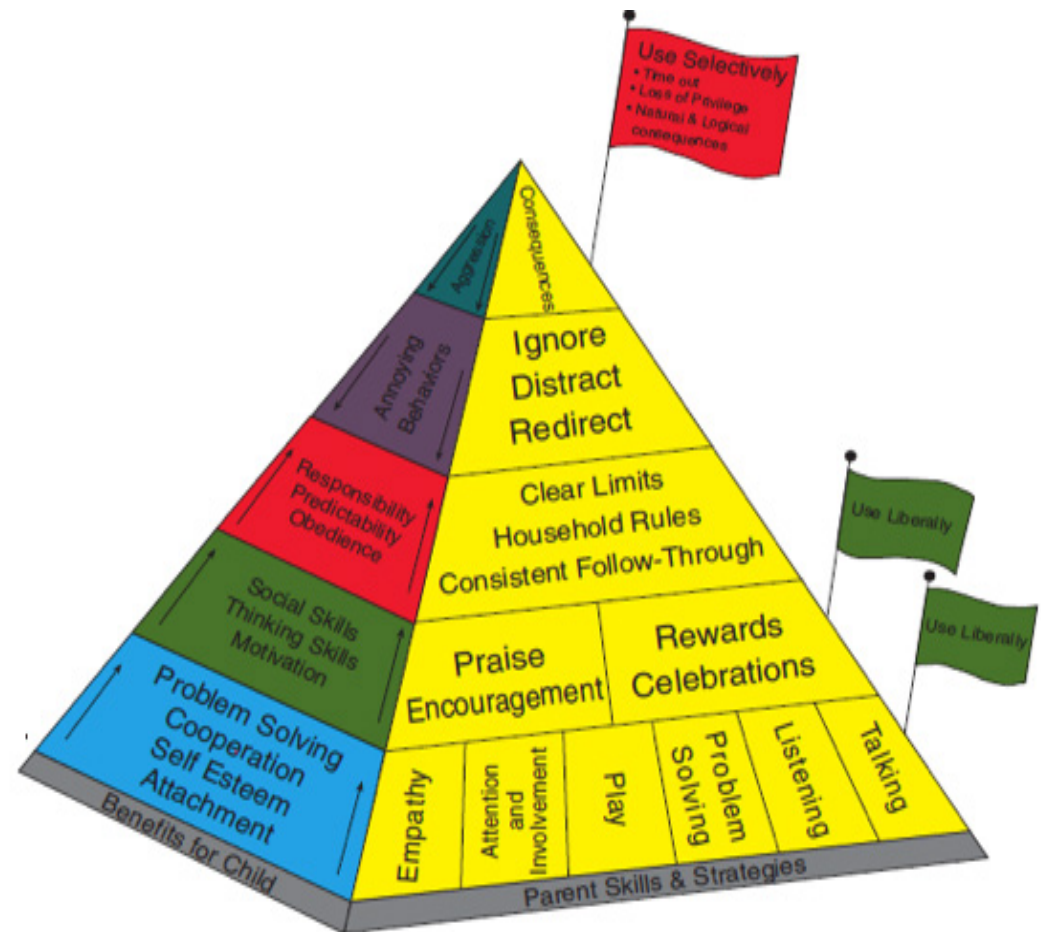 Use Selectively
• Time out
• Loss of Privilege
• Natural & Logical
consequences
Aggression
Consequences
Annoying
Behaviors
Ignore
Distract
Redirect
Responsibility
Predictability
Obedience
Clear Limits
Household Rules
Consistent Follow-Through
Use Liberally
Social Skills
Thinking Skills
Motivation
Praise
Encouragement
Rewards
Celebrations
Use Liberally
Problem Solving
Cooperation
Self Esteem
Attachment
Empathy
Attention
and
Involvement
Play
Problem
Solving
Listening
Talking
Benefits for Child
Parent Skills & Strategies